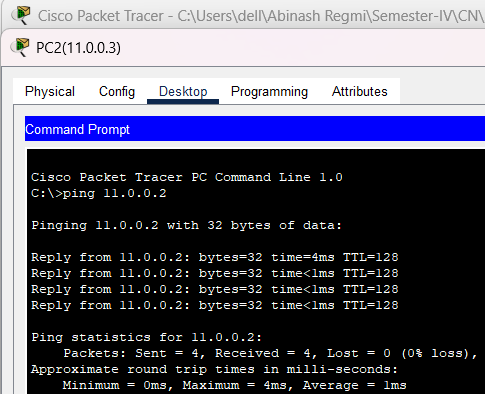 Cisco Packet Tracer - C:\Users\dell\Abinash Regmi\Semester-IV\CN\
PC2(11.0.0.3)
Physical Config Desktop Programming Attributes
Command Prompt
Cisco Packet Tracer PC Command Line 1.0
C:\>ping 11.0.0.2
Pinging 11.0.0.2 with 32 bytes of data:
Reply from 11.0.0.2: bytes=32 time=4ms TTL=128
Reply from 11.0.0.2: bytes=32 time<1ms TTL=128
Reply from 11.0.0.2: bytes=32 time<1ms TTL=128
Reply from 11.0.0.2: bytes=32 time<1ms TTL=128
Ping statistics for 11.0.0.2:
Packets: Sent = 4, Received = 4, Lost = 0 (0% loss),
Approximate round trip times in milli-seconds:
Minimum = 0ms, Maximum = 4ms, Average = 1ms